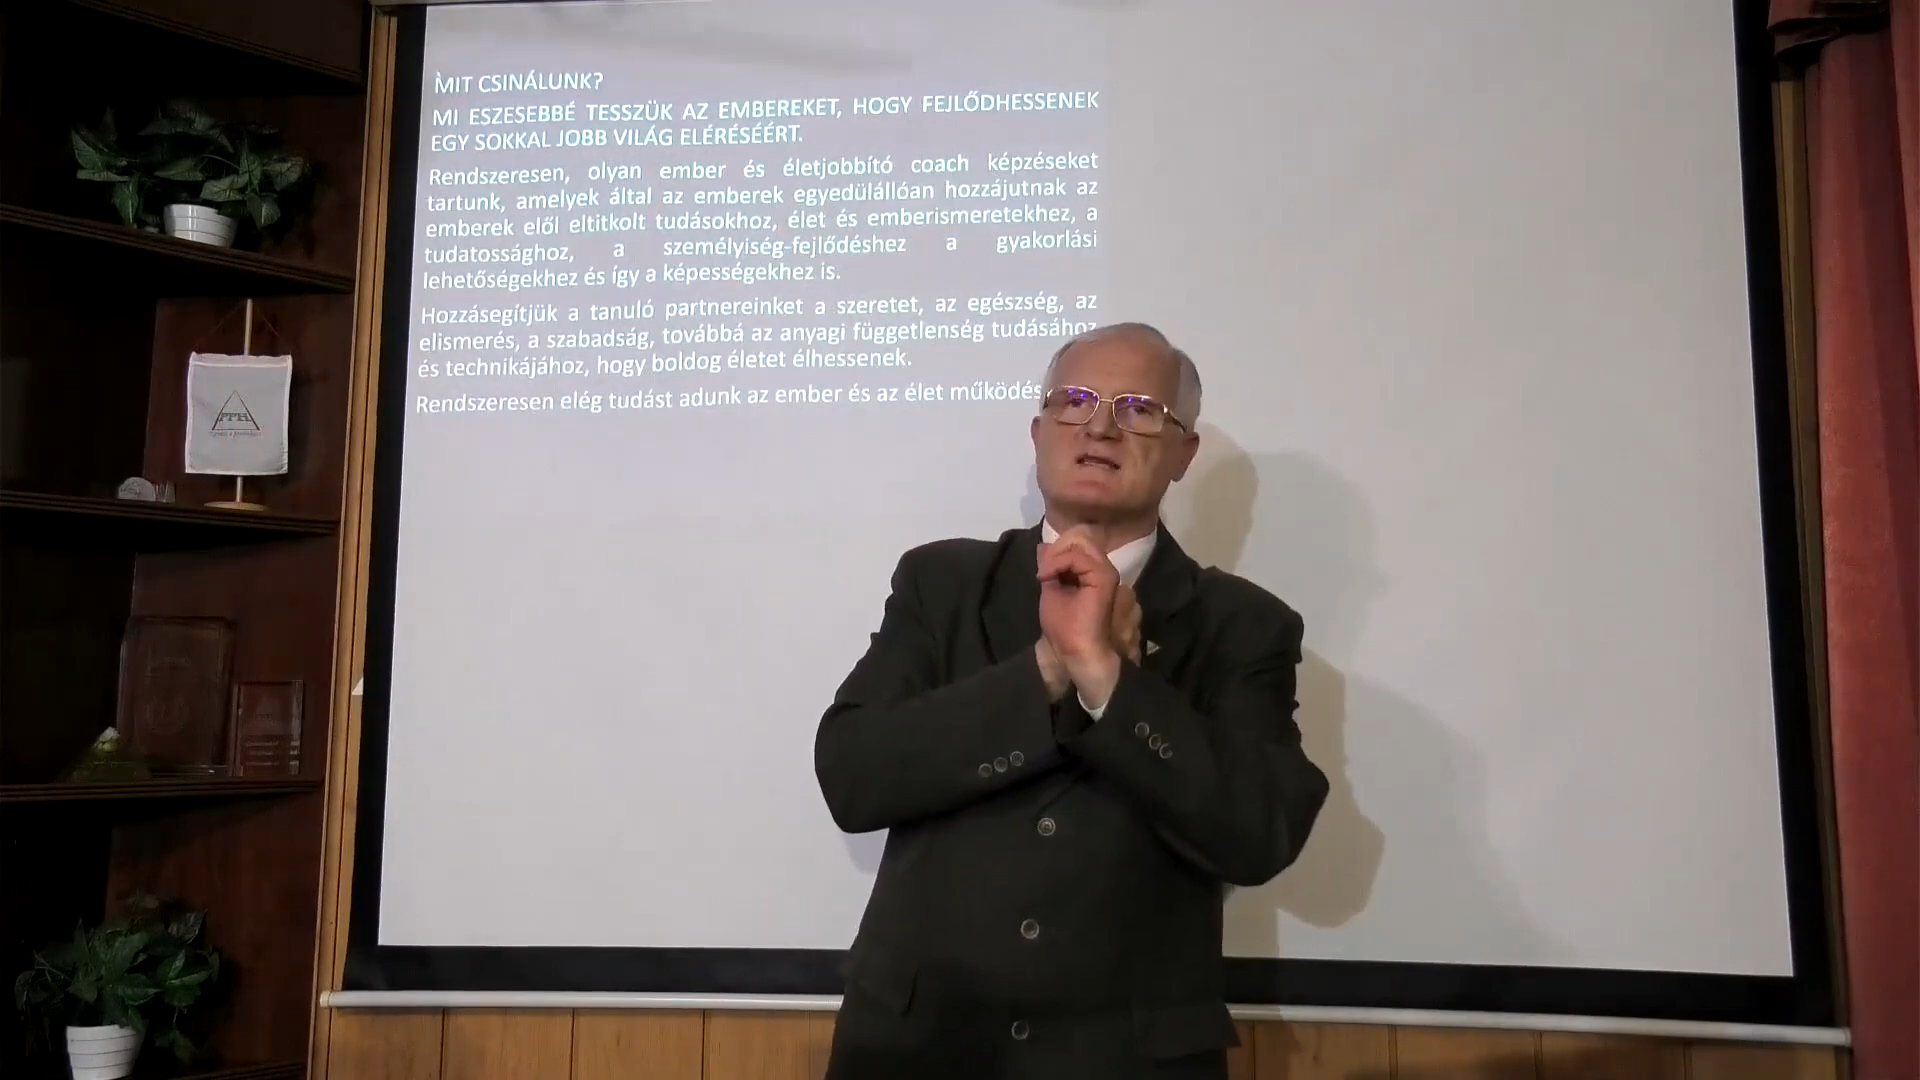 MIT CSINÁLUNK?
MI ESZESEBBÉ TESSZÜK AZ EMBEREKET, HOGY FEJLŐDHESSENEK
EGY SOKKAL JOBB VILÁG ELÉRÉSÉÉRT.
Rendszeresen, olyan ember és életjobbító coach képzéseket
tartunk, amelyek által az emberek egyedülállóan hozzájutnak az
emberek elől eltitkolt tudásokhoz, élet és emberismeretekhez, a
tudatossághoz, a személyiség-fejlődéshez a gyakorlási
lehetőségekhez és így a képességekhez is.
Hozzásegítjük a tanuló partnereinket a szeretet, az egészség, az
elismerés, a szabadság, továbbá az anyagi függetlenség tudásához
és technikájához, hogy boldog életet élhessenek.
Rendszeresen elég tudást adunk az ember és az élet működés
PPH